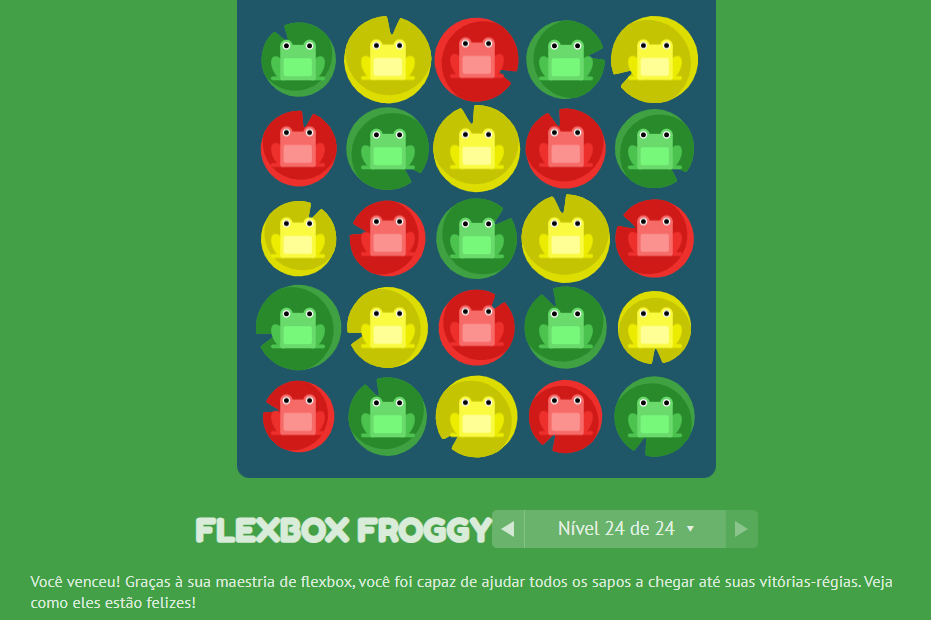 FLEXBOX FROGGY
Nível 24 de 24
Você venceu! Graças à sua maestria de flexbox, você foi capaz de ajudar todos os sapos a chegar até suas vitórias-régias. Veja
como eles estão felizes!